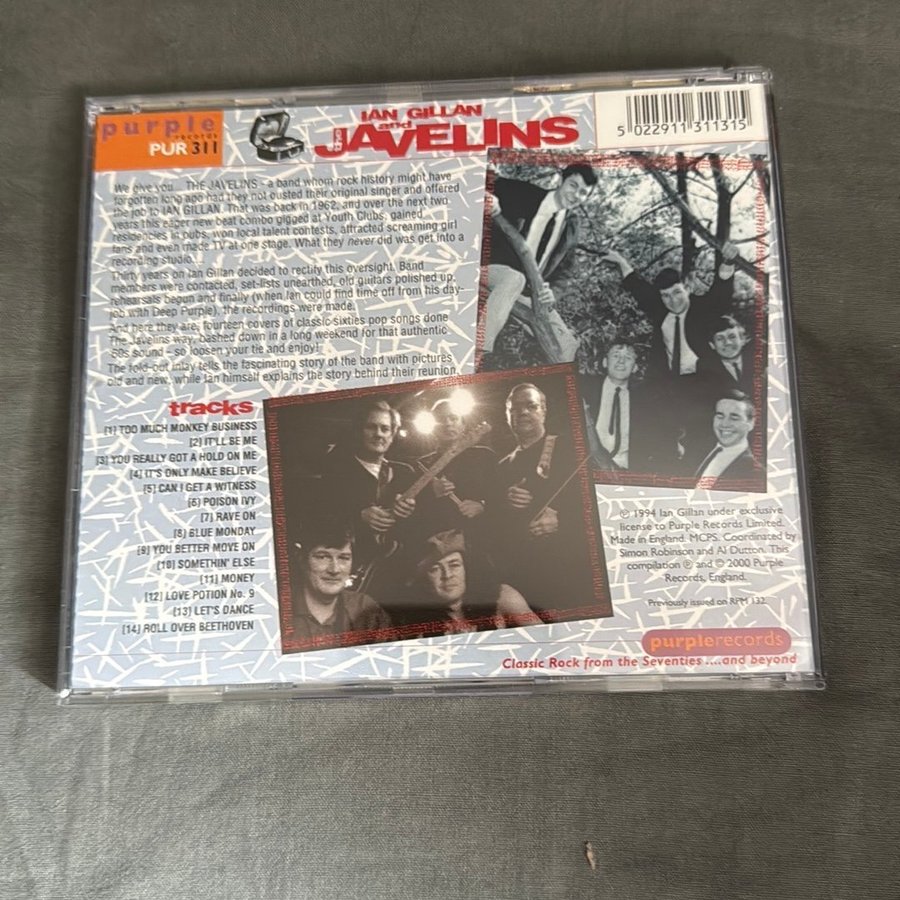 purple
records
PUR 311
IAN GILLAN
and
the
JAVELINS
5 022911 311315
We give you... THE JAVELINS - a band whom rock history might have
forgotten long ago had they not ousted their original singer and offered
the job to IAN GILLAN. That was back in 1962, and over the next two
years this eager new beat combo gigged at Youth Clubs, gained
residencies in pubs, won local talent contests, attracted screaming girl
fans and even made TV at one stage. What they never did was get into a
recording studio...
Thirty years on Ian Gillan decided to rectify this oversight. Band
members were contacted, set-lists unearthed, old guitars polished up,
rehearsals begun and finally (when Ian could find time off from his day-
job with Deep Purple), the recordings were made.
And here they are, fourteen covers of classic sixties pop songs done
The Javelins way, bashed down in a long weekend for that authentic
'60s sound - so loosen your tie and enjoy!
The fold-out inlay tells the fascinating story of the band with pictures
old and new, while Ian himself explains the story behind their reunion.
tracks
[1] TOO MUCH MONKEY BUSINESS
[2] IT'LL BE ME
[3] YOU REALLY GOT A HOLD ON ME
[4] IT'S ONLY MAKE BELIEVE
[5] CAN I GET A WITNESS
[6] POISON IVY
[7] RAVE ON
[8] BLUE MONDAY
[9] YOU BETTER MOVE ON
[10] SOMETHIN' ELSE
[11] MONEY
[12] LOVE POTION No. 9
[13] LET'S DANCE
[14] ROLL OVER BEETHOVEN
℗ 1994 Ian Gillan under exclusive
license to Purple Records Limited.
Made in England. MCPS. Coordinated by
Simon Robinson and Al Dutton. This
compilation ℗ and © 2000 Purple
Records, England.
Previously issued on RPM 132.
purplerecords
Classic Rock from the Seventies ....and beyond